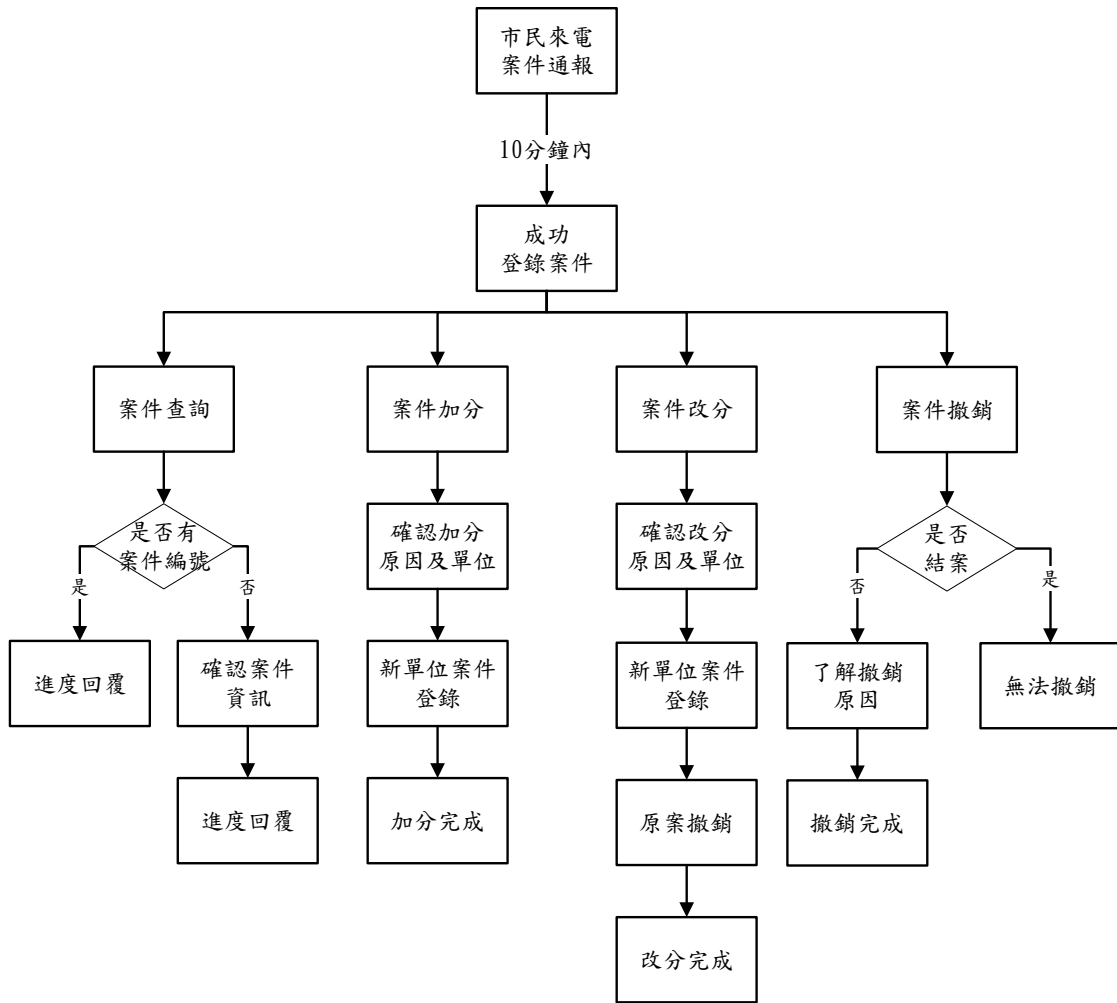 市民來電
案件通報
10分鐘內
成功
登錄案件
案件查詢
案件加分
案件改分
案件撤銷
是否有
案件編號
確認加分
原因及單位
確認改分
原因及單位
是否
結案
是
否
否
是
進度回覆
確認案件
資訊
新單位案件
登錄
新單位案件
登錄
了解撤銷
原因
無法撤銷
進度回覆
加分完成
原案撤銷
撤銷完成
改分完成